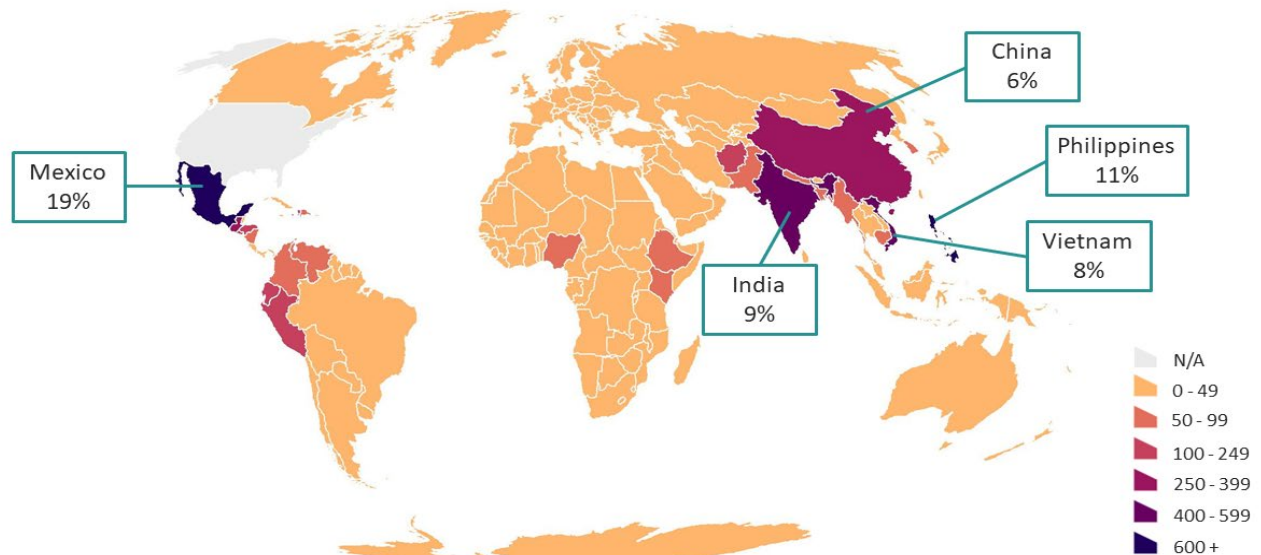 China
6%
Philippines
11%
Mexico
19%
Vietnam
8%
India
9%
N/A
0 - 49
50 - 99
100 - 249
250 - 399
400 - 599
600 +